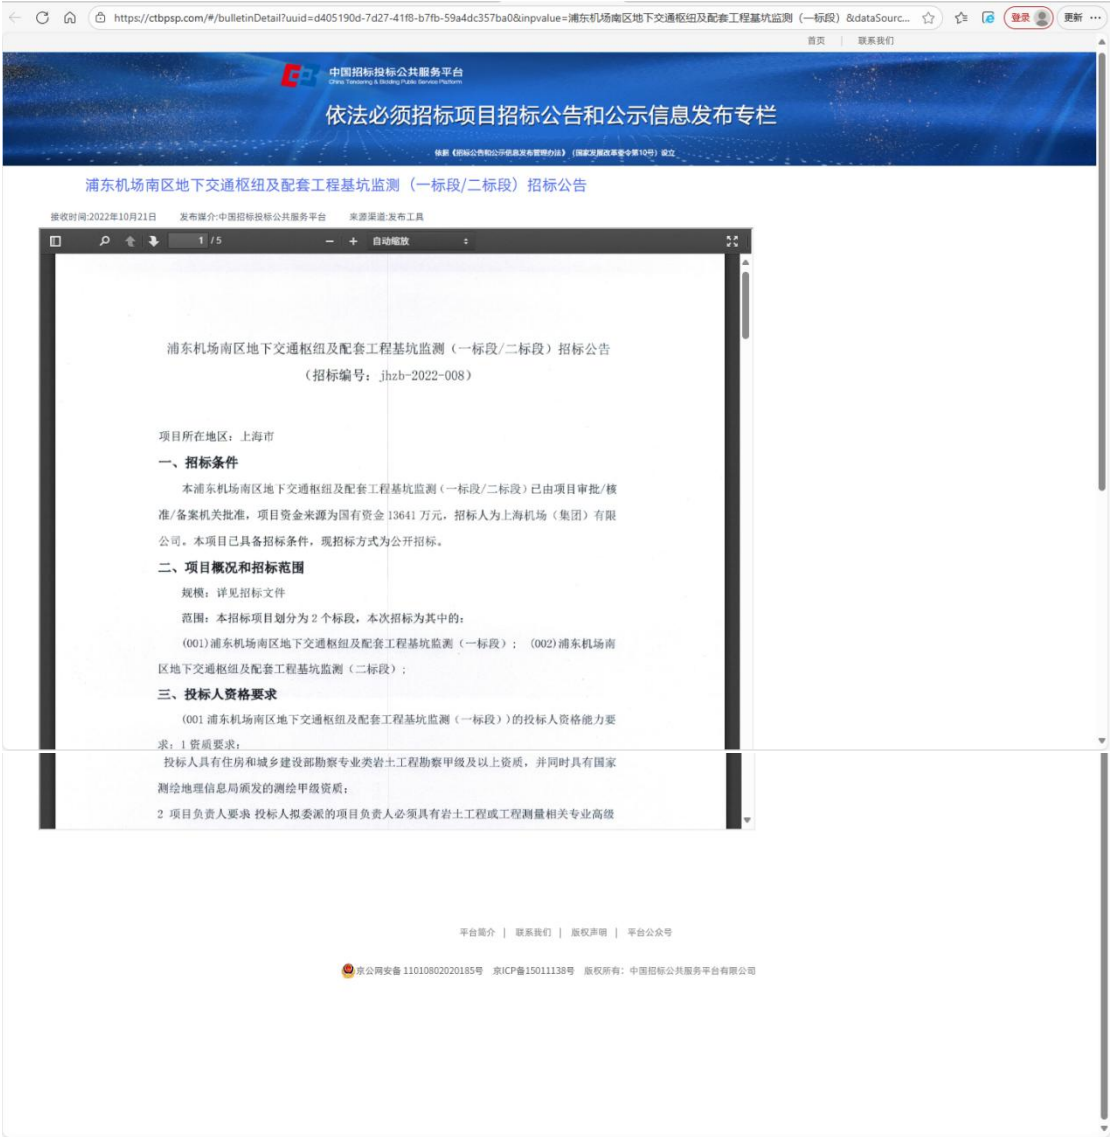 https://ctbpsp.com/#/bulletinDetail?uuid=d405190d-7d27-41f8-b7fb-59a4dc357ba0&inpvalue=浦东机场南区地下交通枢纽及配套工程基坑监测（一标段）&dataSourc...
登录
更新
首页 | 联系我们
中国招标投标公共服务平台
China Tendering & Bidding Public Service Platform
依法必须招标项目招标公告和公示信息发布专栏
依据《招标公告和公示信息发布管理办法》（国家发展改革委令第10号）设立
浦东机场南区地下交通枢纽及配套工程基坑监测（一标段/二标段）招标公告
接收时间:2022年10月21日 发布媒介:中国招标投标公共服务平台 来源渠道:发布工具
1 / 5 自动缩放
浦东机场南区地下交通枢纽及配套工程基坑监测（一标段/二标段）招标公告
（招标编号：jhzb-2022-008）
项目所在地区：上海市
一、招标条件
本浦东机场南区地下交通枢纽及配套工程基坑监测（一标段/二标段）已由项目审批/核
准/备案机关批准，项目资金来源为国有资金 13641 万元，招标人为上海机场（集团）有限
公司。本项目已具备招标条件，现招标方式为公开招标。
二、项目概况和招标范围
规模：详见招标文件
范围：本招标项目划分为 2 个标段，本次招标为其中的：
(001)浦东机场南区地下交通枢纽及配套工程基坑监测（一标段）; (002)浦东机场南
区地下交通枢纽及配套工程基坑监测（二标段）;
三、投标人资格要求
(001 浦东机场南区地下交通枢纽及配套工程基坑监测（一标段）)的投标人资格能力要
求：1 资质要求：
投标人具有住房和城乡建设部勘察专业类岩土工程勘察甲级及以上资质，并同时具有国家
测绘地理信息局颁发的测绘甲级资质；
2 项目负责人要求 投标人拟委派的项目负责人必须具有岩土工程或工程测量相关专业高级
平台简介 | 联系我们 | 版权声明 | 平台公众号
京公网安备 11010802020185号 京ICP备15011138号 版权所有：中国招标公共服务平台有限公司